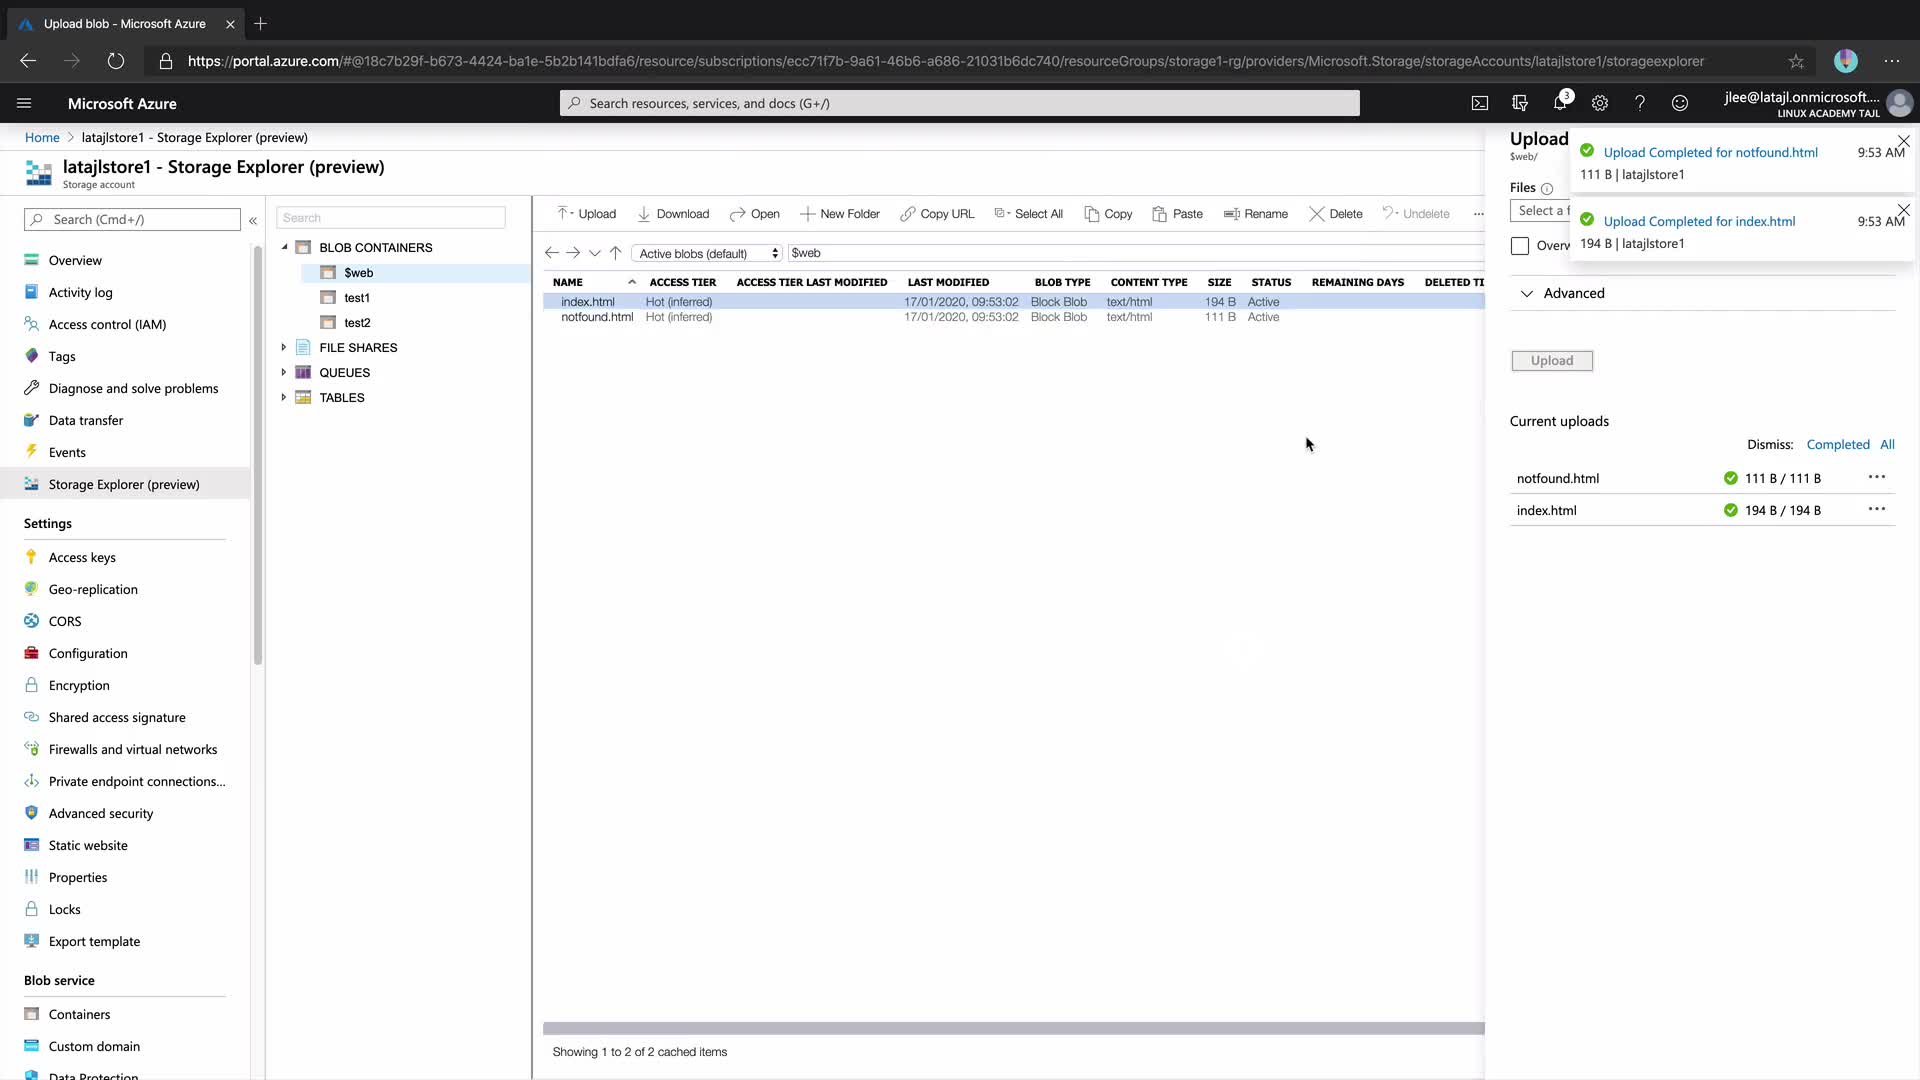 Upload blob - Microsoft Azure
https://portal.azure.com/#@18c7b29f-b673-4424-ba1e-5b2b141bdfa6/resource/subscriptions/ecc71f7b-9a61-46b6-a686-21031b6dc740/resourceGroups/storage1-rg/providers/Microsoft.Storage/storageAccounts/latajlstore1/storageexplorer
Microsoft Azure
Search resources, services, and docs (G+/)
3
jlee@latajl.onmicrosoft....
LINUX ACADEMY TAJL
Home > latajlstore1 - Storage Explorer (preview)
latajlstore1 - Storage Explorer (preview)
Storage account
Search (Cmd+/)
«
Overview
Activity log
Access control (IAM)
Tags
Diagnose and solve problems
Data transfer
Events
Storage Explorer (preview)
Settings
Access keys
Geo-replication
CORS
Configuration
Encryption
Shared access signature
Firewalls and virtual networks
Private endpoint connections...
Advanced security
Static website
Properties
Locks
Export template
Blob service
Containers
Custom domain
Data Protection
Search
BLOB CONTAINERS
$web
test1
test2
FILE SHARES
QUEUES
TABLES
Upload Download Open New Folder Copy URL Select All Copy Paste Rename Delete Undelete ...
Active blobs (default) $web
NAME ACCESS TIER ACCESS TIER LAST MODIFIED LAST MODIFIED BLOB TYPE CONTENT TYPE SIZE STATUS REMAINING DAYS DELETED TI
index.html Hot (inferred) 17/01/2020, 09:53:02 Block Blob text/html 194 B Active
notfound.html Hot (inferred) 17/01/2020, 09:53:02 Block Blob text/html 111 B Active
Showing 1 to 2 of 2 cached items
Upload
$web/
Files
Select a f
Overw
Upload Completed for notfound.html 9:53 AM
111 B | latajlstore1
Upload Completed for index.html 9:53 AM
194 B | latajlstore1
Advanced
Upload
Current uploads
Dismiss: Completed All
notfound.html 111 B / 111 B ...
index.html 194 B / 194 B ...